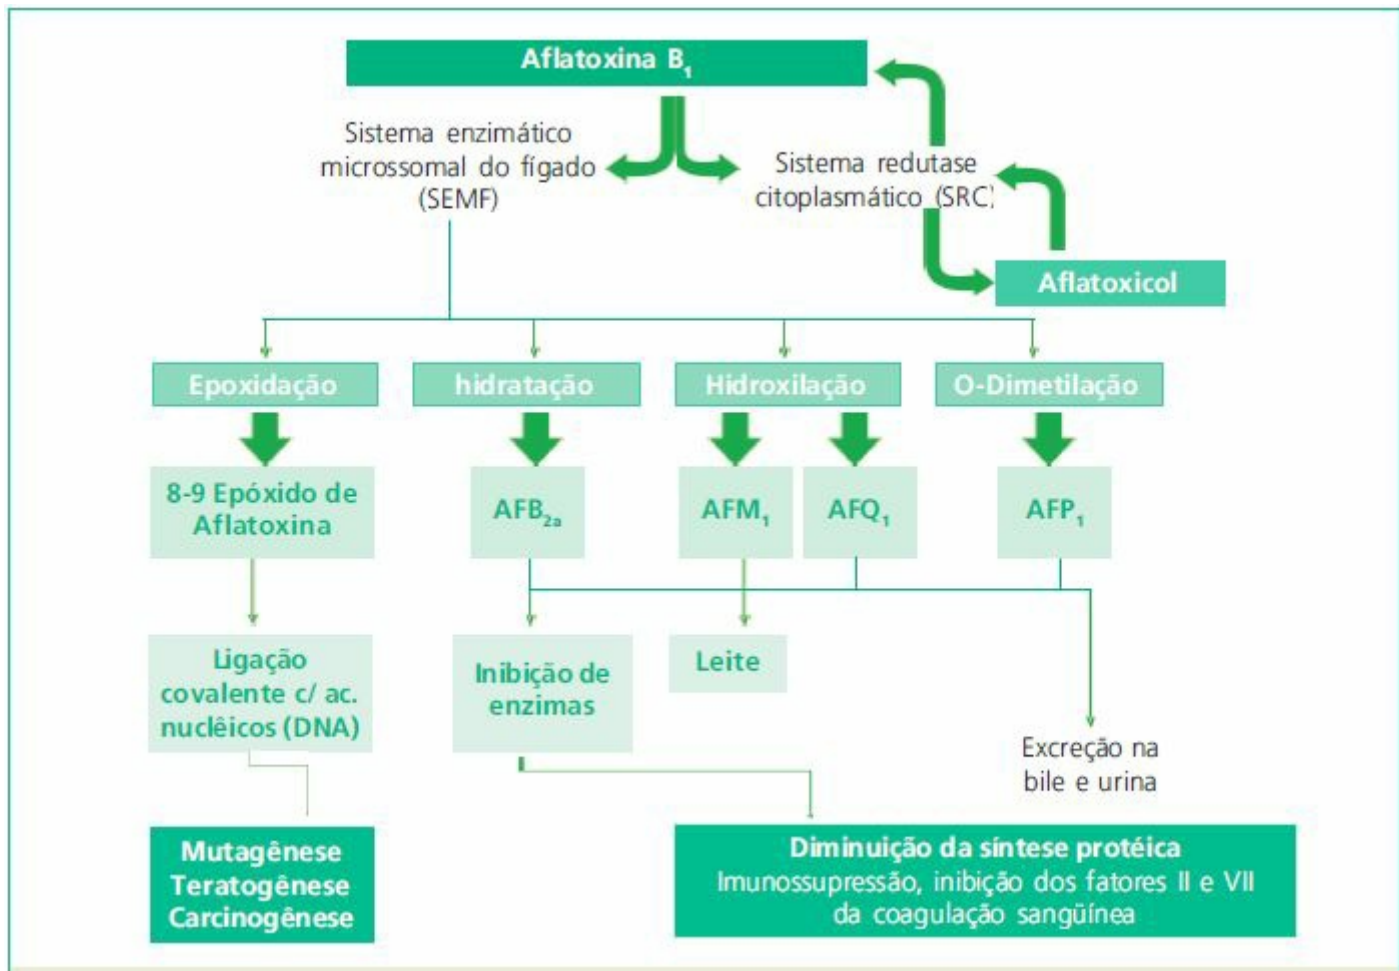 Aflatoxina B₁
Sistema enzimático
microssomal do fígado
(SEMF)
Sistema redutase
citoplasmático (SRC)
Aflatoxicol
Epoxidação
hidratação
Hidroxilação
O-Dimetilação
8-9 Epóxido de
Aflatoxina
AFB₂ₐ
AFM₁
AFQ₁
AFP₁
Ligação
covalente c/ ac.
nuclêicos (DNA)
Inibição de
enzimas
Leite
Excreção na
bile e urina
Mutagênese
Teratogênese
Carcinogênese
Diminuição da síntese protéica
Imunossupressão, inibição dos fatores II e VII
da coagulação sangüínea